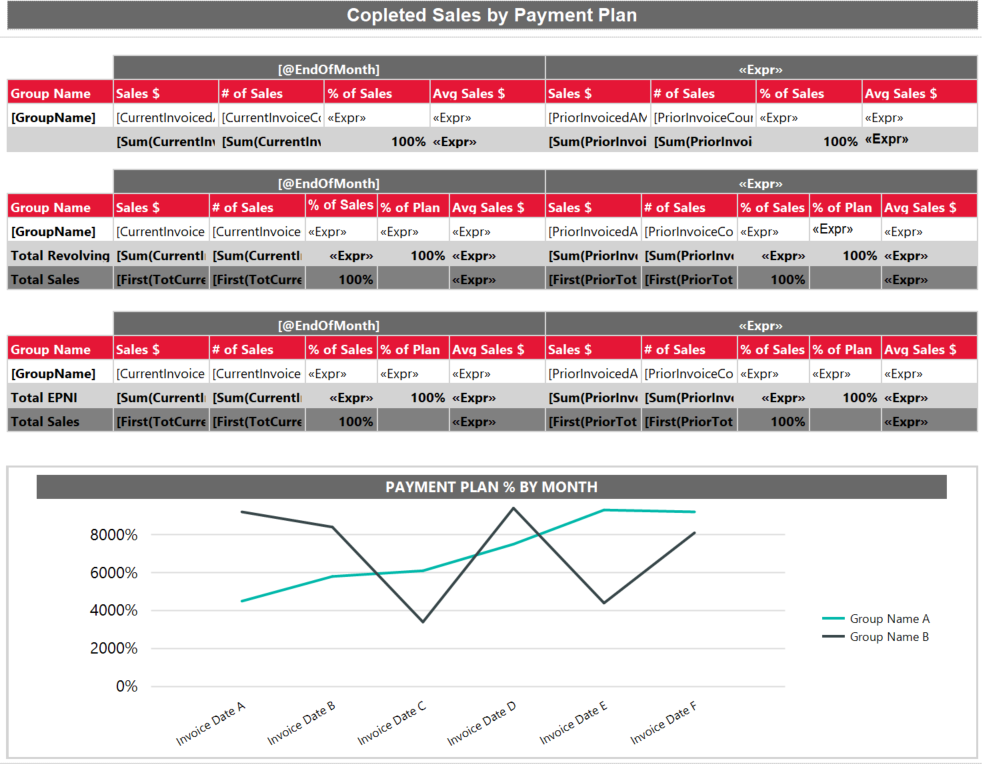 Copleted Sales by Payment Plan
[@EndOfMonth] «Expr»
Group Name Sales $ # of Sales % of Sales Avg Sales $ Sales $ # of Sales % of Sales Avg Sales $
[GroupName] [CurrentInvoiced [CurrentInvoiceCo «Expr» «Expr» [PriorInvoicedAM [PriorInvoiceCour «Expr» «Expr»
[Sum(CurrentInv [Sum(CurrentInv 100% «Expr» [Sum(PriorInvoi [Sum(PriorInvoi 100% «Expr»
[@EndOfMonth] «Expr»
Group Name Sales $ # of Sales % of Sales % of Plan Avg Sales $ Sales $ # of Sales % of Sales % of Plan Avg Sales $
[GroupName] [CurrentInvoice [CurrentInvoice «Expr» «Expr» «Expr» [PriorInvoicedA [PriorInvoiceCo «Expr» «Expr» «Expr»
Total Revolving [Sum(CurrentI [Sum(CurrentI «Expr» 100% «Expr» [Sum(PriorInvo [Sum(PriorInvo «Expr» 100% «Expr»
Total Sales [First(TotCurre [First(TotCurre 100% «Expr» [First(PriorTot [First(PriorTot 100% «Expr»
[@EndOfMonth] «Expr»
Group Name Sales $ # of Sales % of Sales % of Plan Avg Sales $ Sales $ # of Sales % of Sales % of Plan Avg Sales $
[GroupName] [CurrentInvoice [CurrentInvoice «Expr» «Expr» «Expr» [PriorInvoicedA [PriorInvoiceCo «Expr» «Expr» «Expr»
Total EPNI [Sum(CurrentI [Sum(CurrentI «Expr» 100% «Expr» [Sum(PriorInvo [Sum(PriorInvo «Expr» 100% «Expr»
Total Sales [First(TotCurre [First(TotCurre 100% «Expr» [First(PriorTot [First(PriorTot 100% «Expr»
PAYMENT PLAN % BY MONTH
8000%
6000%
4000%
2000%
0%
Group Name A
Group Name B
Invoice Date A Invoice Date B Invoice Date C Invoice Date D Invoice Date E Invoice Date F